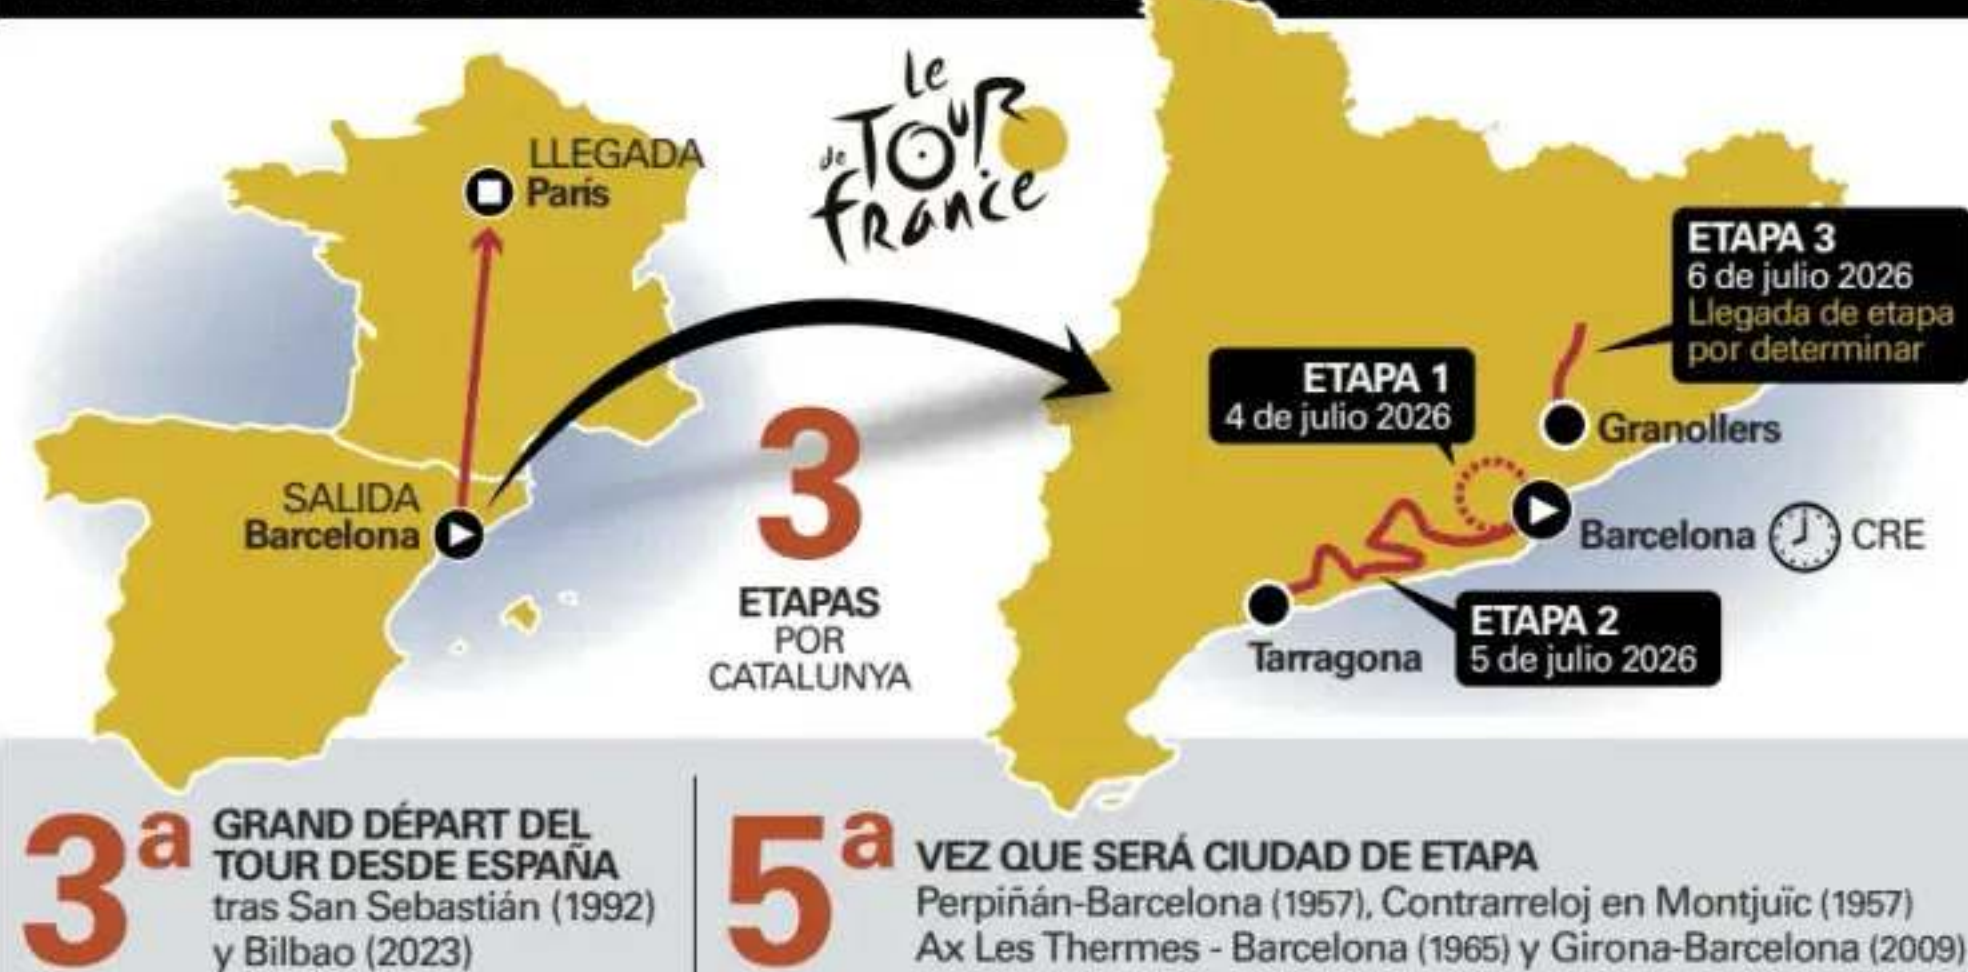 LLEGADA
París
SALIDA
Barcelona
Le
TOUR
de
france
3
ETAPAS
POR
CATALUNYA
ETAPA 3
6 de julio 2026
Llegada de etapa
por determinar
ETAPA 1
4 de julio 2026
Granollers
Barcelona CRE
ETAPA 2
5 de julio 2026
Tarragona
3ª
GRAND DÉPART DEL
TOUR DESDE ESPAÑA
tras San Sebastián (1992)
y Bilbao (2023)
5ª
VEZ QUE SERÁ CIUDAD DE ETAPA
Perpiñán-Barcelona (1957), Contrarreloj en Montjuïc (1957)
Ax Les Thermes - Barcelona (1965) y Girona-Barcelona (2009)